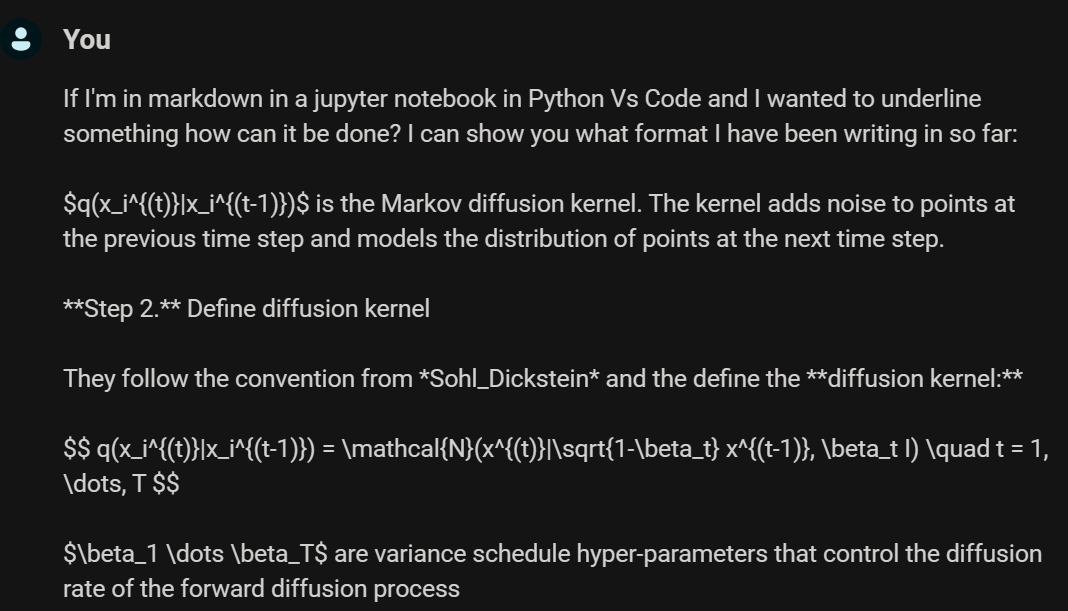 You
If I'm in markdown in a jupyter notebook in Python Vs Code and I wanted to underline
something how can it be done? I can show you what format I have been writing in so far:
$q(x_i^{(t)}|x_i^{(t-1)})$ is the Markov diffusion kernel. The kernel adds noise to points at
the previous time step and models the distribution of points at the next time step.
**Step 2.** Define diffusion kernel
They follow the convention from *Sohl_Dickstein* and the define the **diffusion kernel:**
$$ q(x_i^{(t)}|x_i^{(t-1)}) = \mathcal{N}(x^{(t)}|\sqrt{1-\beta_t} x^{(t-1)}, \beta_t I) \quad t = 1,
\dots, T $$
$\beta_1 \dots \beta_T$ are variance schedule hyper-parameters that control the diffusion
rate of the forward diffusion process